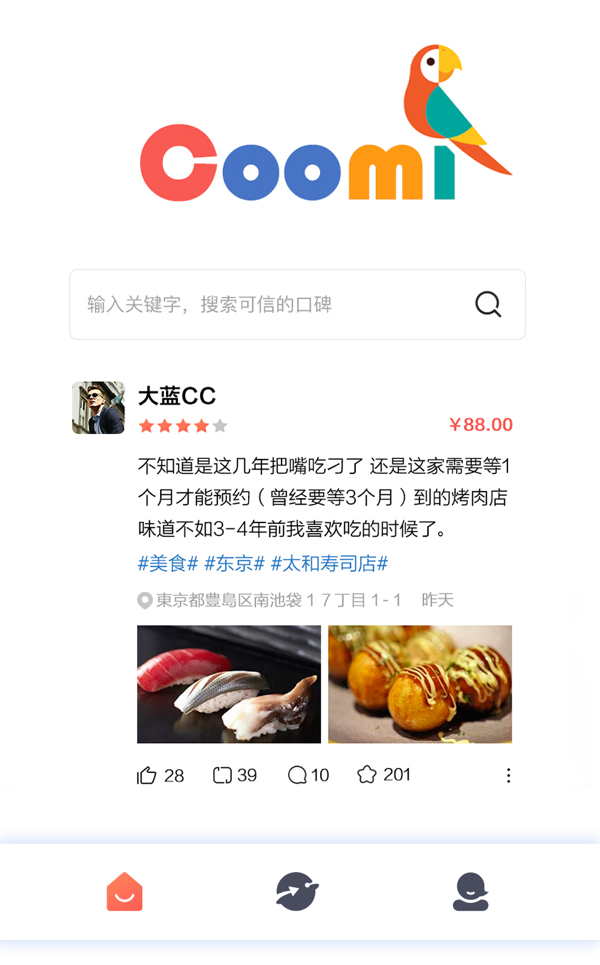 Coomi
输入关键字，搜索可信的口碑
大蓝CC
￥88.00
不知道是这几年把嘴吃刁了 还是这家需要等1
个月才能预约（曾经要等3个月）到的烤肉店
味道不如3-4年前我喜欢吃的时候了。
#美食# #东京# #太和寿司店#
東京都豊島区南池袋１７丁目１-１ 昨天
28 39 10 201